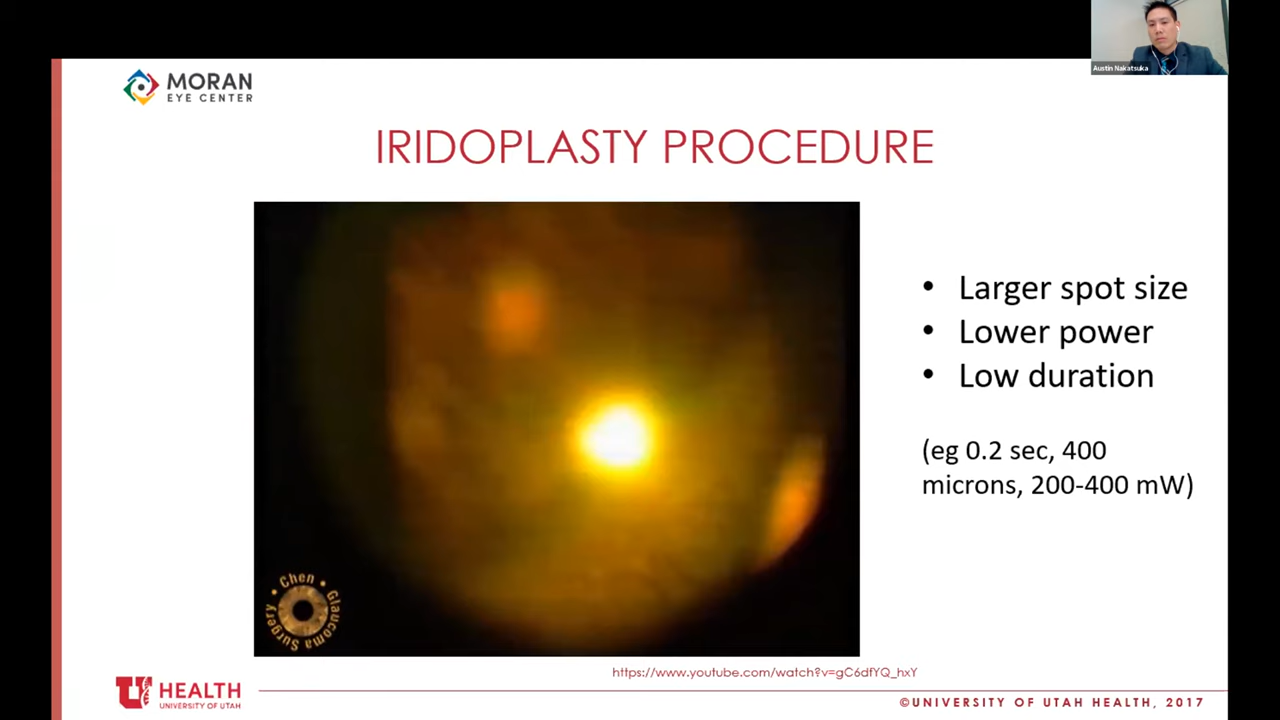 Austin Nakatsuka
MORAN
EYE CENTER
IRIDOPLASTY PROCEDURE
• Larger spot size
• Lower power
• Low duration
(eg 0.2 sec, 400
microns, 200-400 mW)
• Chen • Glaucoma Surgery
https://www.youtube.com/watch?v=gC6dfYQ_hxY
U HEALTH
UNIVERSITY OF UTAH
©UNIVERSITY OF UTAH HEALTH, 2017